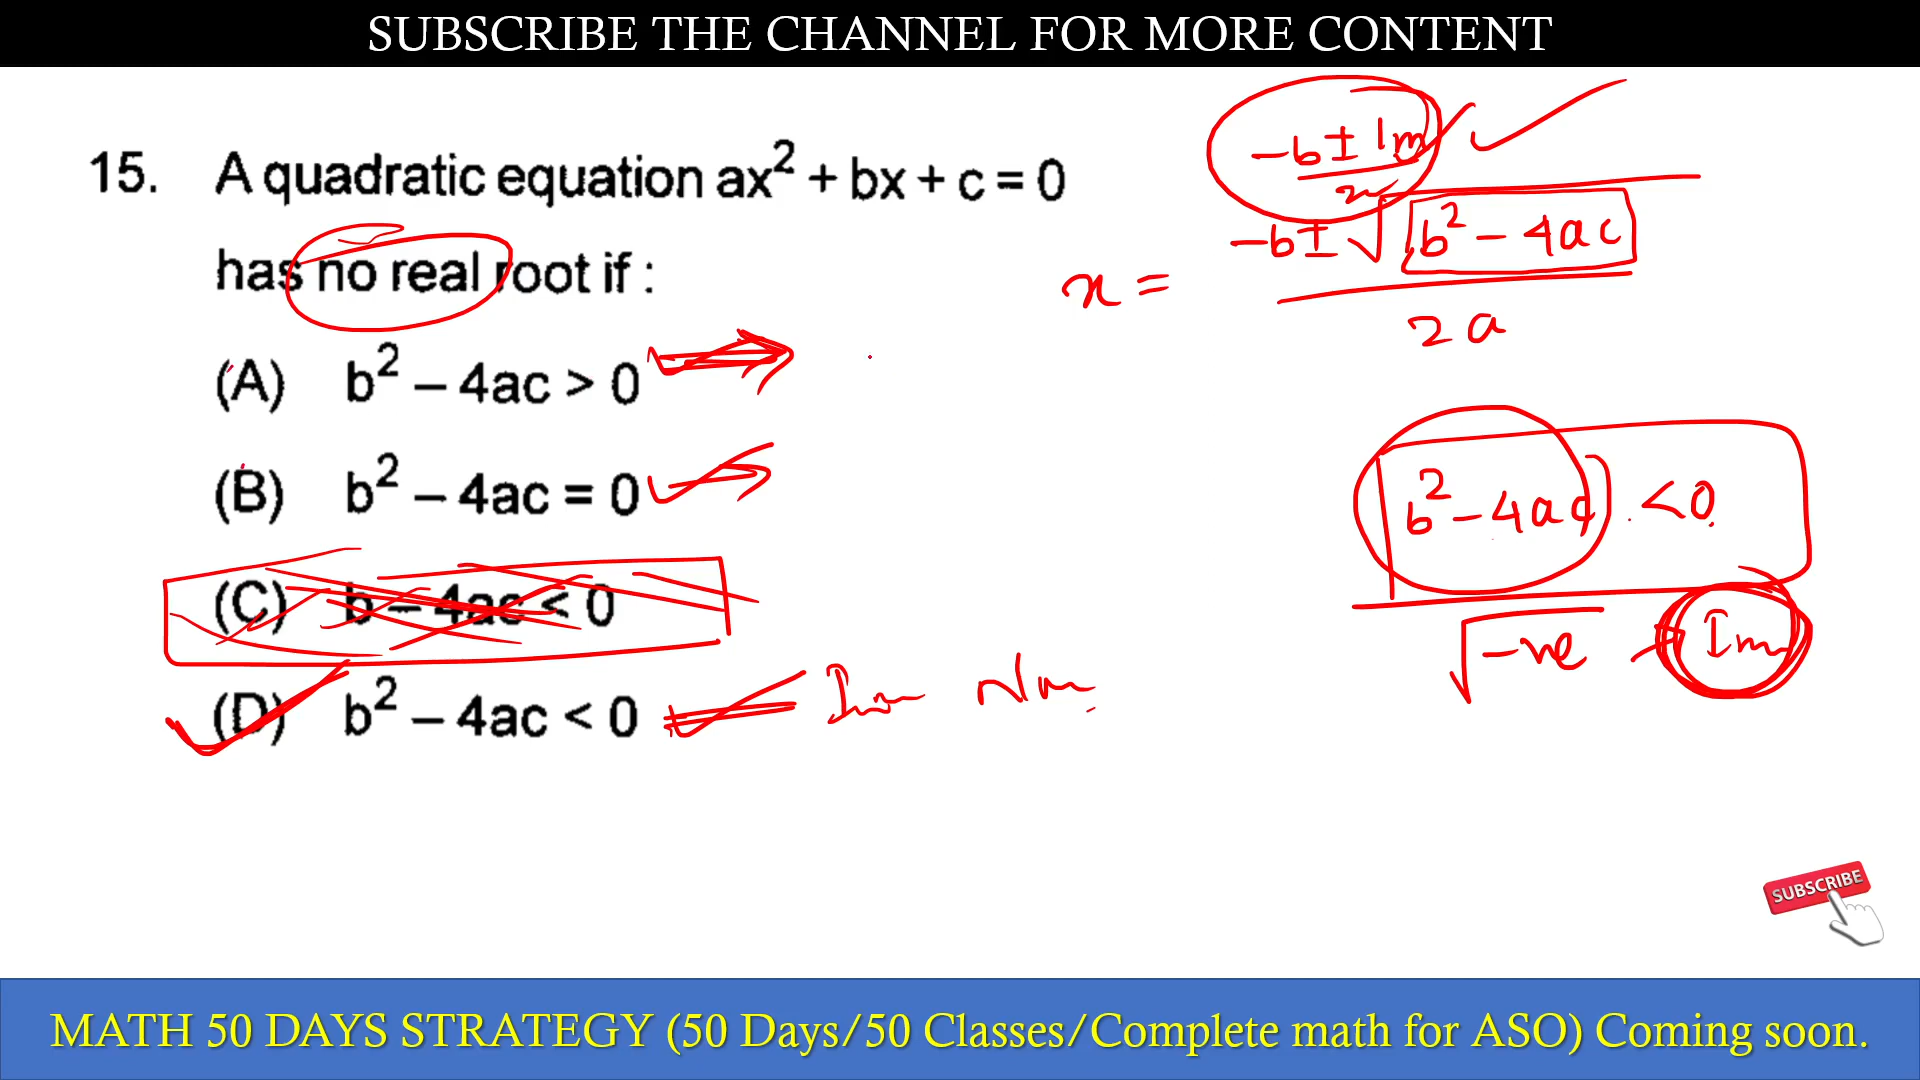 SUBSCRIBE THE CHANNEL FOR MORE CONTENT
15. A quadratic equation ax² + bx + c = 0
has no real root if :
(A) b² – 4ac > 0
(B) b² – 4ac = 0
(C) b – 4ac < 0
(D) b² – 4ac < 0
Im
-b ± Im
x = -b ± √b² - 4ac
2a
b² - 4ac < 0
√-ve → Im
SUBSCRIBE
MATH 50 DAYS STRATEGY (50 Days/50 Classes/Complete math for ASO) Coming soon.